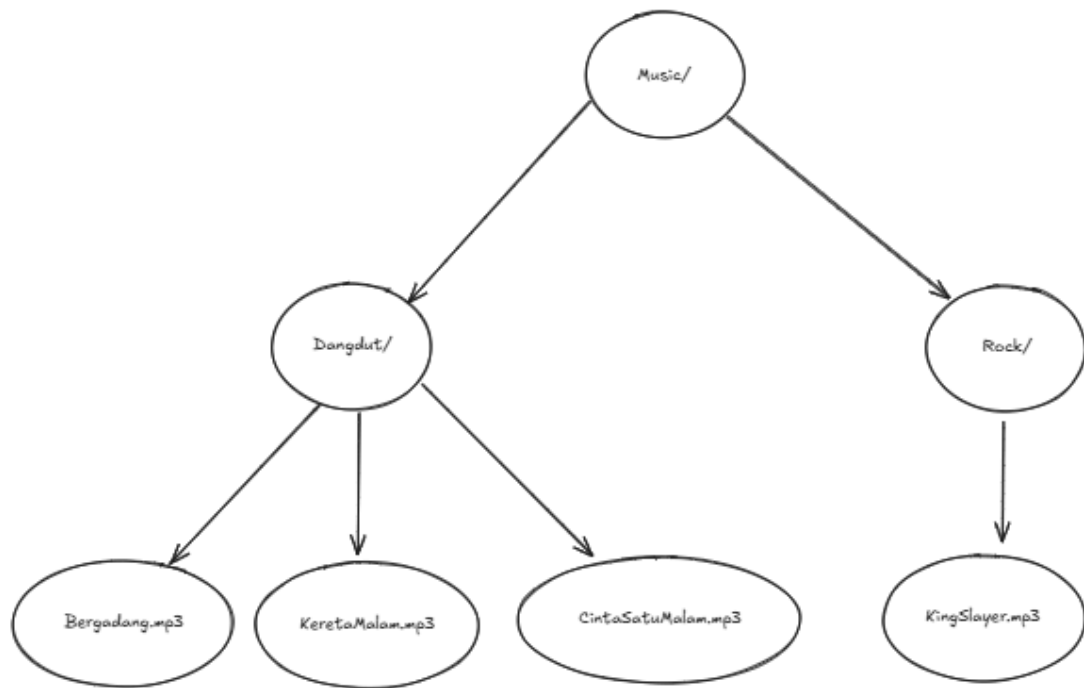 Music/
Dangdut/
Rock/
Bergadang.mp3
KeretaMalam.mp3
CintaSatuMalam.mp3
KingSlayer.mp3